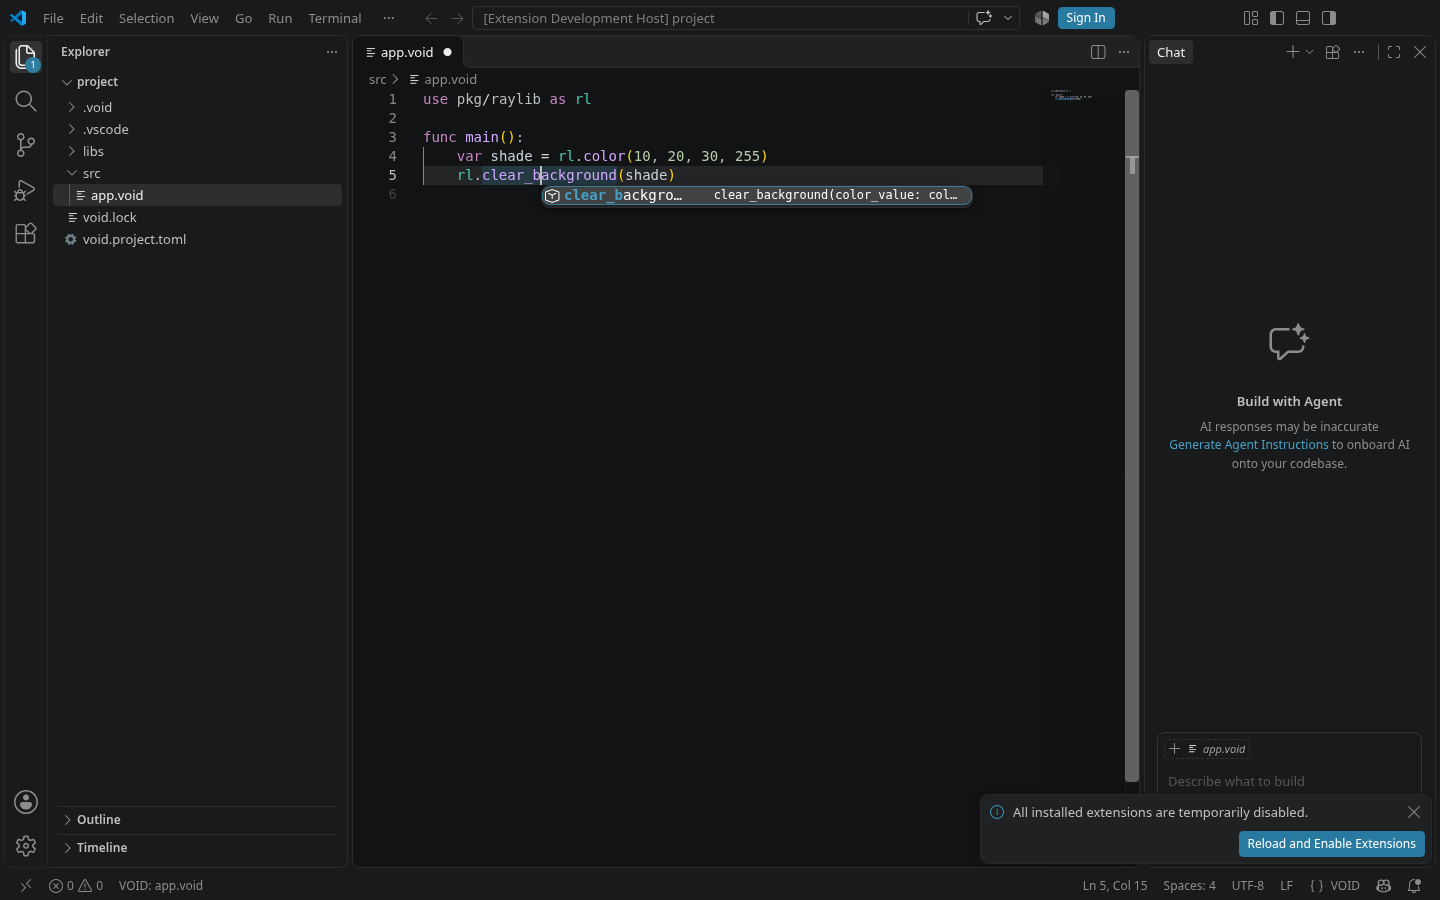 File Edit Selection View Go Run Terminal ···
[Extension Development Host] project
Sign In
Explorer ···
1
project
.void
.vscode
libs
src
app.void
void.lock
void.project.toml
Outline
Timeline
app.void ●
src > app.void
1 use pkg/raylib as rl
2
3 func main():
4     var shade = rl.color(10, 20, 30, 255)
5     rl.clear_background(shade)
clear_backgro… clear_background(color_value: col…
6
Chat
Build with Agent
AI responses may be inaccurate
Generate Agent Instructions to onboard AI
onto your codebase.
app.void
Describe what to build
All installed extensions are temporarily disabled.
Reload and Enable Extensions
0 0 VOID: app.void
Ln 5, Col 15 Spaces: 4 UTF-8 LF { } VOID